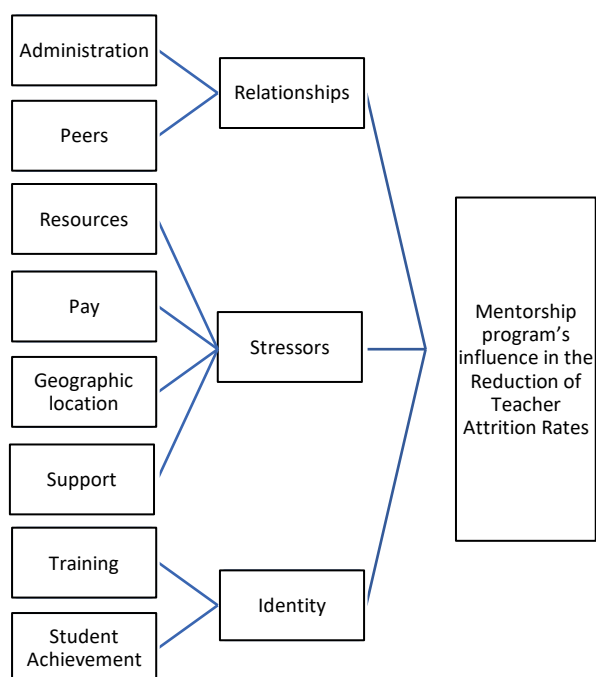 Administration
Peers
Relationships
Resources
Pay
Geographic
location
Support
Stressors
Training
Student
Achievement
Identity
Mentorship
program’s
influence in the
Reduction of
Teacher
Attrition Rates